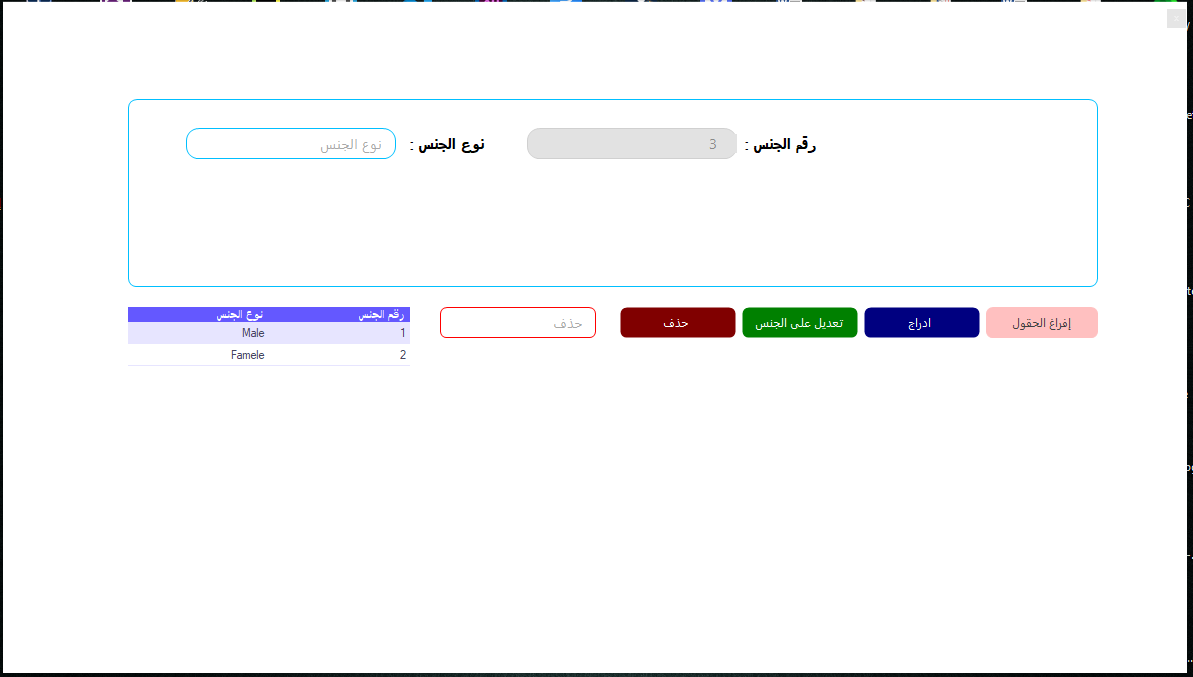 رقم الجنس : 3 نوع الجنس : نوع الجنس
إفراغ الحقول ادراج تعديل على الجنس حذف حذف
رقم الجنس نوع الجنس
1 Male
2 Famele